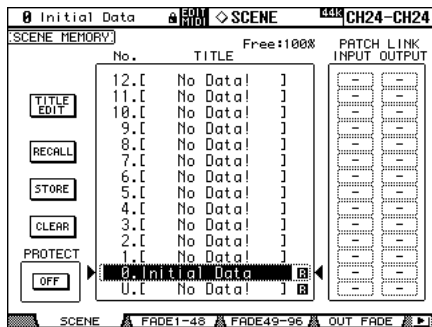 0 Initial Data EDIT MIDI SCENE 44K CH24-CH24
SCENE MEMORY
Free:100% PATCH LINK
No. TITLE INPUT OUTPUT
12.[ No Data! ] - -
TITLE EDIT 11.[ No Data! ] - -
10.[ No Data! ] - -
9.[ No Data! ] - -
RECALL 8.[ No Data! ] - -
7.[ No Data! ] - -
6.[ No Data! ] - -
STORE 5.[ No Data! ] - -
4.[ No Data! ] - -
CLEAR 3.[ No Data! ] - -
2.[ No Data! ] - -
PROTECT 1.[ No Data! ] - -
OFF 0.Initial Data R - -
U.[ No Data! ] R - -
SCENE FADE1-48 FADE49-96 OUT FADE